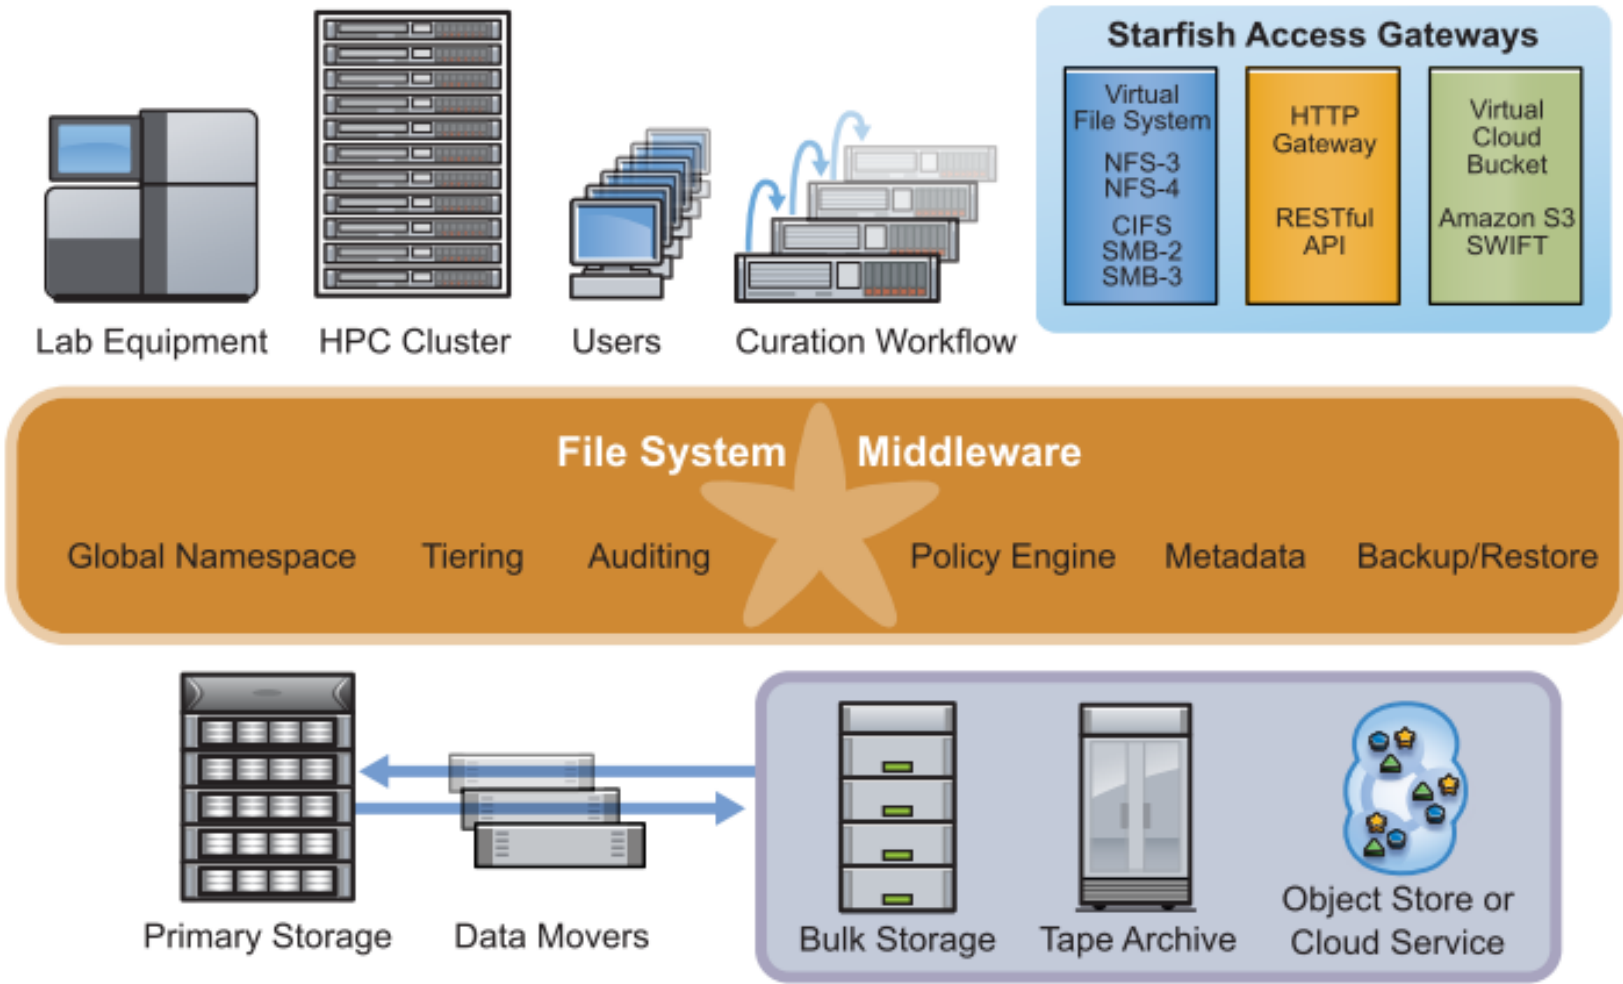 Starfish Access Gateways
Virtual
File System
NFS-3
NFS-4
CIFS
SMB-2
SMB-3
HTTP
Gateway
RESTful
API
Virtual
Cloud
Bucket
Amazon S3
SWIFT
Lab Equipment
HPC Cluster
Users
Curation Workflow
File System Middleware
Global Namespace
Tiering
Auditing
Policy Engine
Metadata
Backup/Restore
Primary Storage
Data Movers
Bulk Storage
Tape Archive
Object Store or
Cloud Service